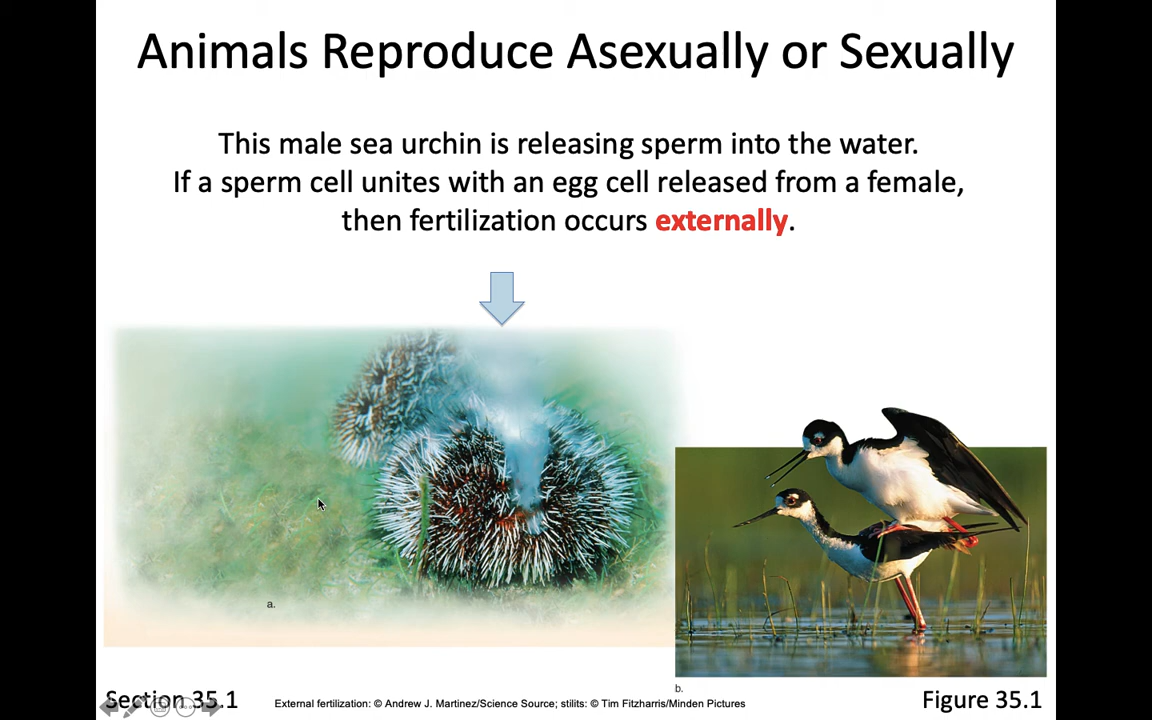 Animals Reproduce Asexually or Sexually
This male sea urchin is releasing sperm into the water.
If a sperm cell unites with an egg cell released from a female,
then fertilization occurs externally.
a.
b.
Section 35.1
External fertilization: © Andrew J. Martinez/Science Source; stilits: © Tim Fitzharris/Minden Pictures
Figure 35.1